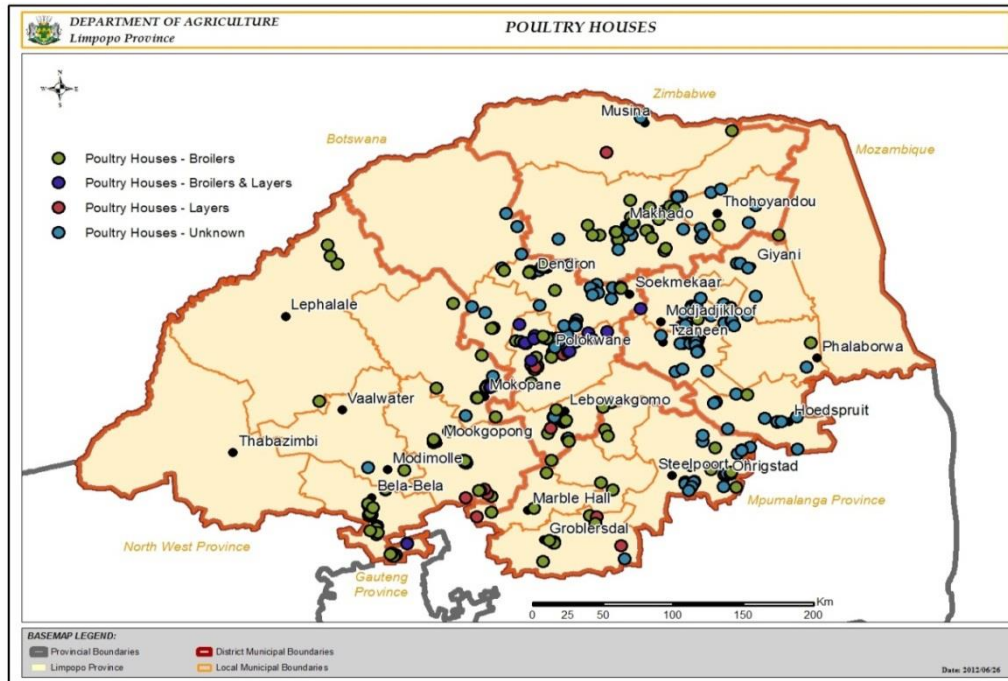 DEPARTMENT OF AGRICULTURE
Limpopo Province
POULTRY HOUSES
N
W
E
S
Zimbabwe
Musina
Botswana
Mozambique
Poultry Houses - Broilers
Poultry Houses - Broilers & Layers
Poultry Houses - Layers
Poultry Houses - Unknown
Thohoyandou
Makhado
Giyani
Dendron
Soekmekaar
Lephalale
Modjadjikloof
Tzaneen
Polokwane
Phalaborwa
Mokopane
Vaalwater
Lebowakgomo
Hoedspruit
Mookgopong
Thabazimbi
Modimolle
Steelpoort
Ohrigstad
Bela-Bela
Marble Hall
Mpumalanga Province
Groblersdal
North West Province
Gauteng
Province
Km
0 25 50 100 150 200
BASEMAP LEGEND:
Provincial Boundaries
District Municipal Boundaries
Limpopo Province
Local Municipal Boundaries
Date: 2012/06/26